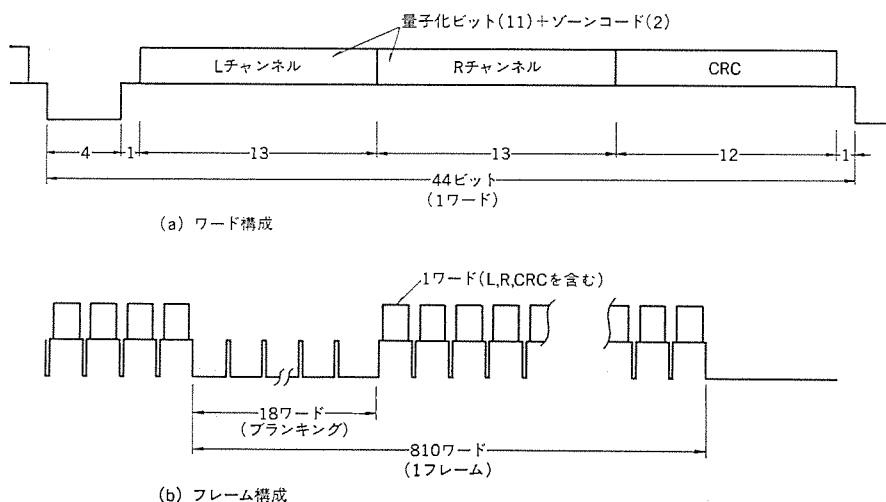 量子化ビット(11)+ゾーンコード(2)
Lチャンネル
Rチャンネル
CRC
4
1
13
13
12
1
44ビット
(1ワード)
(a) ワード構成
1ワード(L,R,CRCを含む)
18ワード
(ブランキング)
810ワード
(1フレーム)
(b) フレーム構成